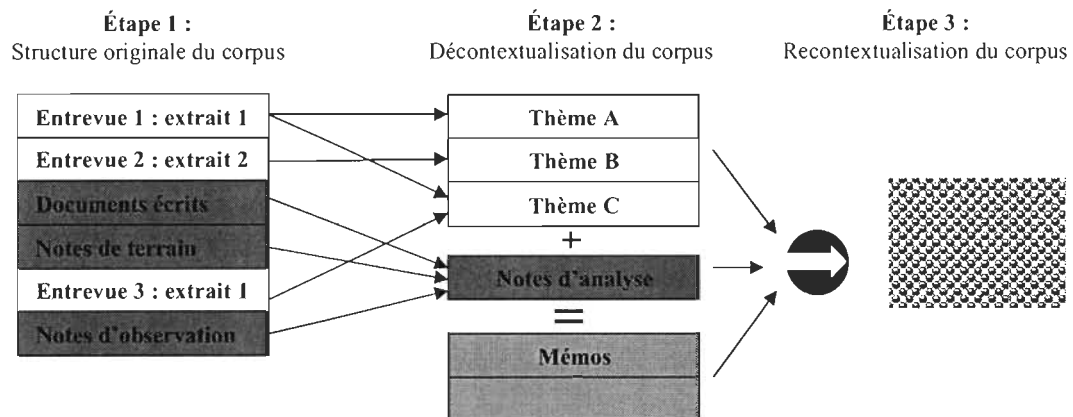 Étape 1 :
Structure originale du corpus
Étape 2 :
Décontextualisation du corpus
Étape 3 :
Recontextualisation du corpus
Entrevue 1 : extrait 1
Entrevue 2 : extrait 2
Documents écrits
Notes de terrain
Entrevue 3 : extrait 1
Notes d'observation
Thème A
Thème B
Thème C
+
Notes d'analyse
=
Mémos